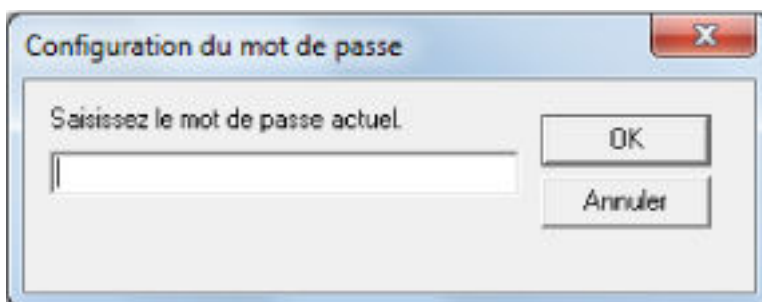 Configuration du mot de passe
Saisissez le mot de passe actuel.
OK
Annuler